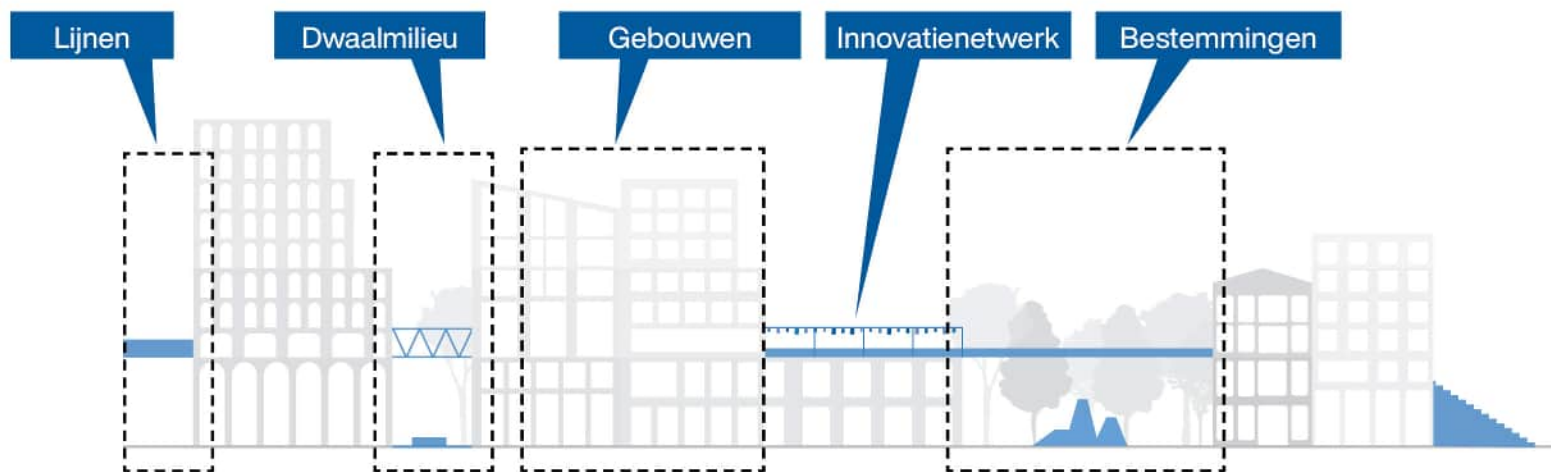 Lijnen
Dwaalmilieu
Gebouwen
Innovatienetwerk
Bestemmingen